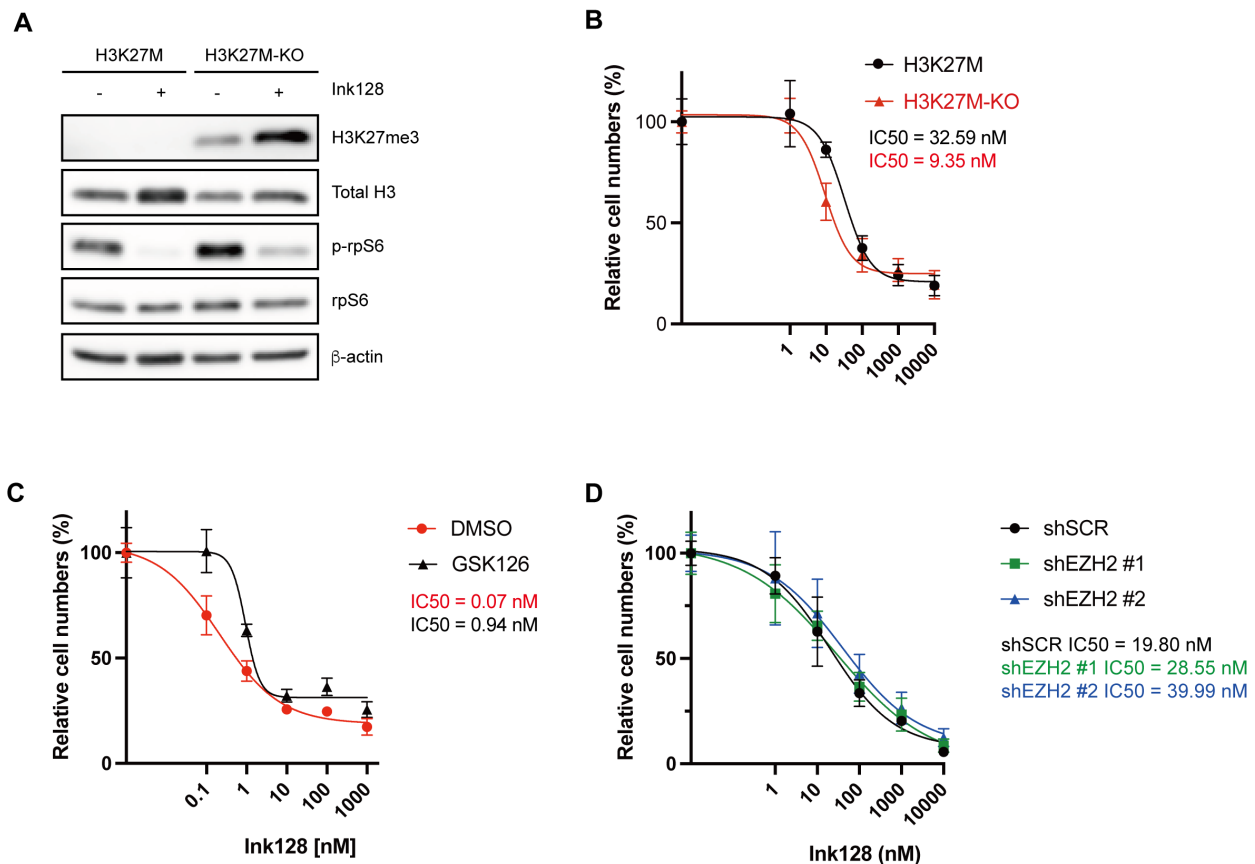 A
H3K27M H3K27M-KO
- + - + Ink128
H3K27me3
Total H3
p-rpS6
rpS6
β-actin
B
Relative cell numbers (%)
100
50
0
1 10 100 1000 10000
H3K27M
H3K27M-KO
IC50 = 32.59 nM
IC50 = 9.35 nM
C
Relative cell numbers (%)
100
50
0
0.1 1 10 100 1000
Ink128 [nM]
DMSO
GSK126
IC50 = 0.07 nM
IC50 = 0.94 nM
D
Relative cell numbers (%)
100
50
0
1 10 100 1000 10000
Ink128 (nM)
shSCR
shEZH2 #1
shEZH2 #2
shSCR IC50 = 19.80 nM
shEZH2 #1 IC50 = 28.55 nM
shEZH2 #2 IC50 = 39.99 nM